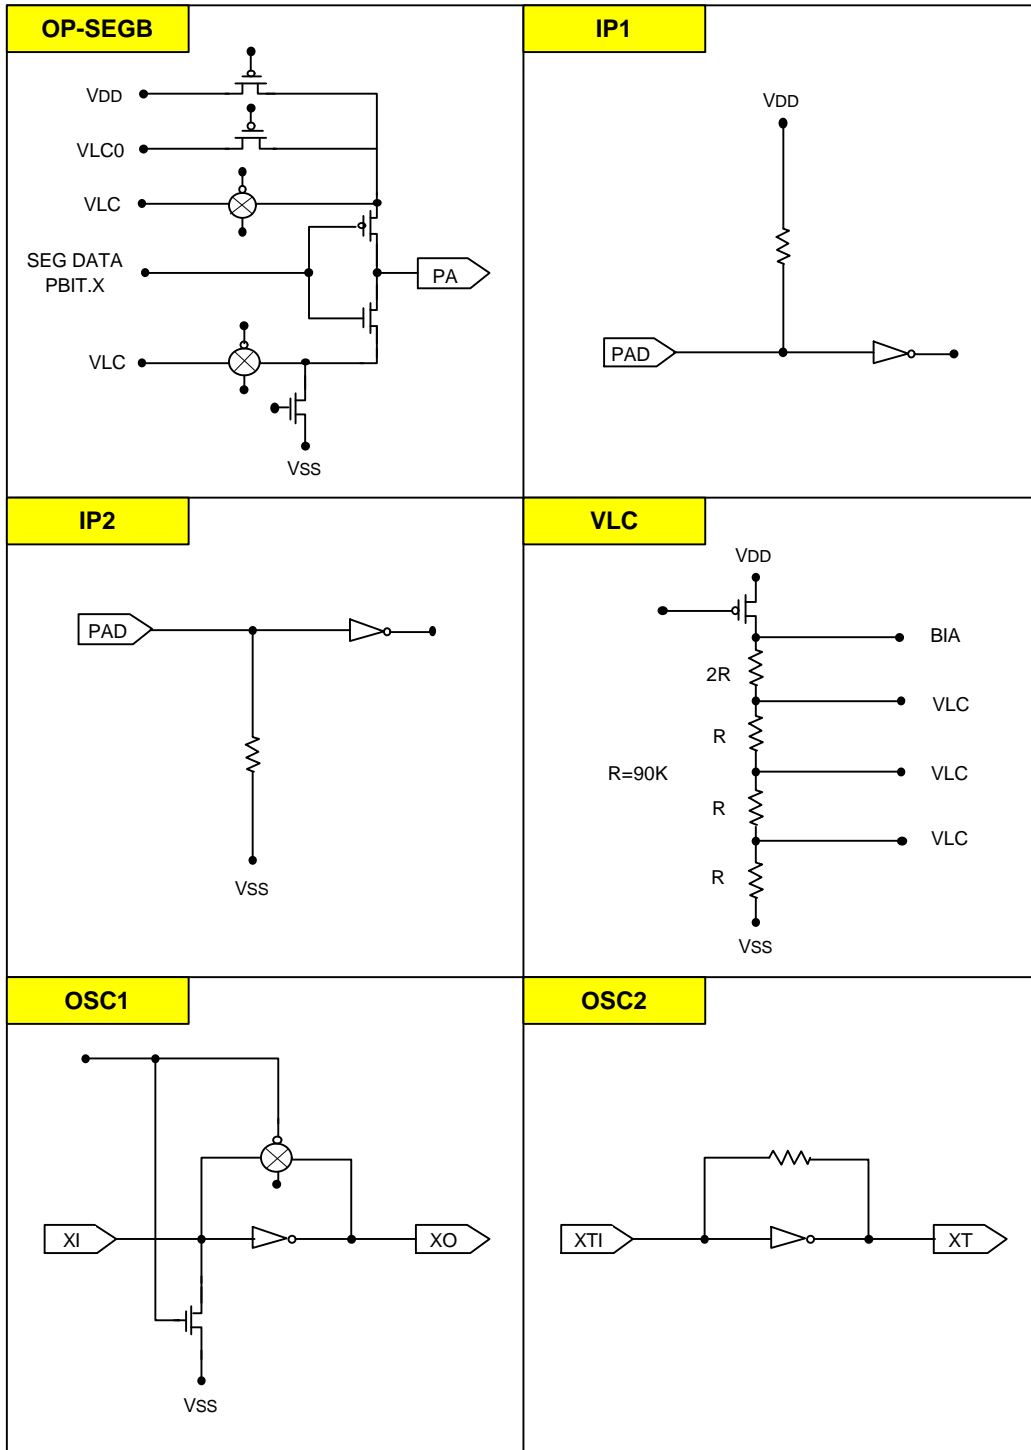 OP-SEGB
VDD
VLC0
VLC
SEG DATA
PBIT.X
PA
VLC
VSS
IP1
VDD
PAD
IP2
PAD
VSS
VLC
VDD
BIA
2R
VLC
R
R=90K
VLC
R
VLC
R
VSS
OSC1
XI
XO
VSS
OSC2
XTI
XT